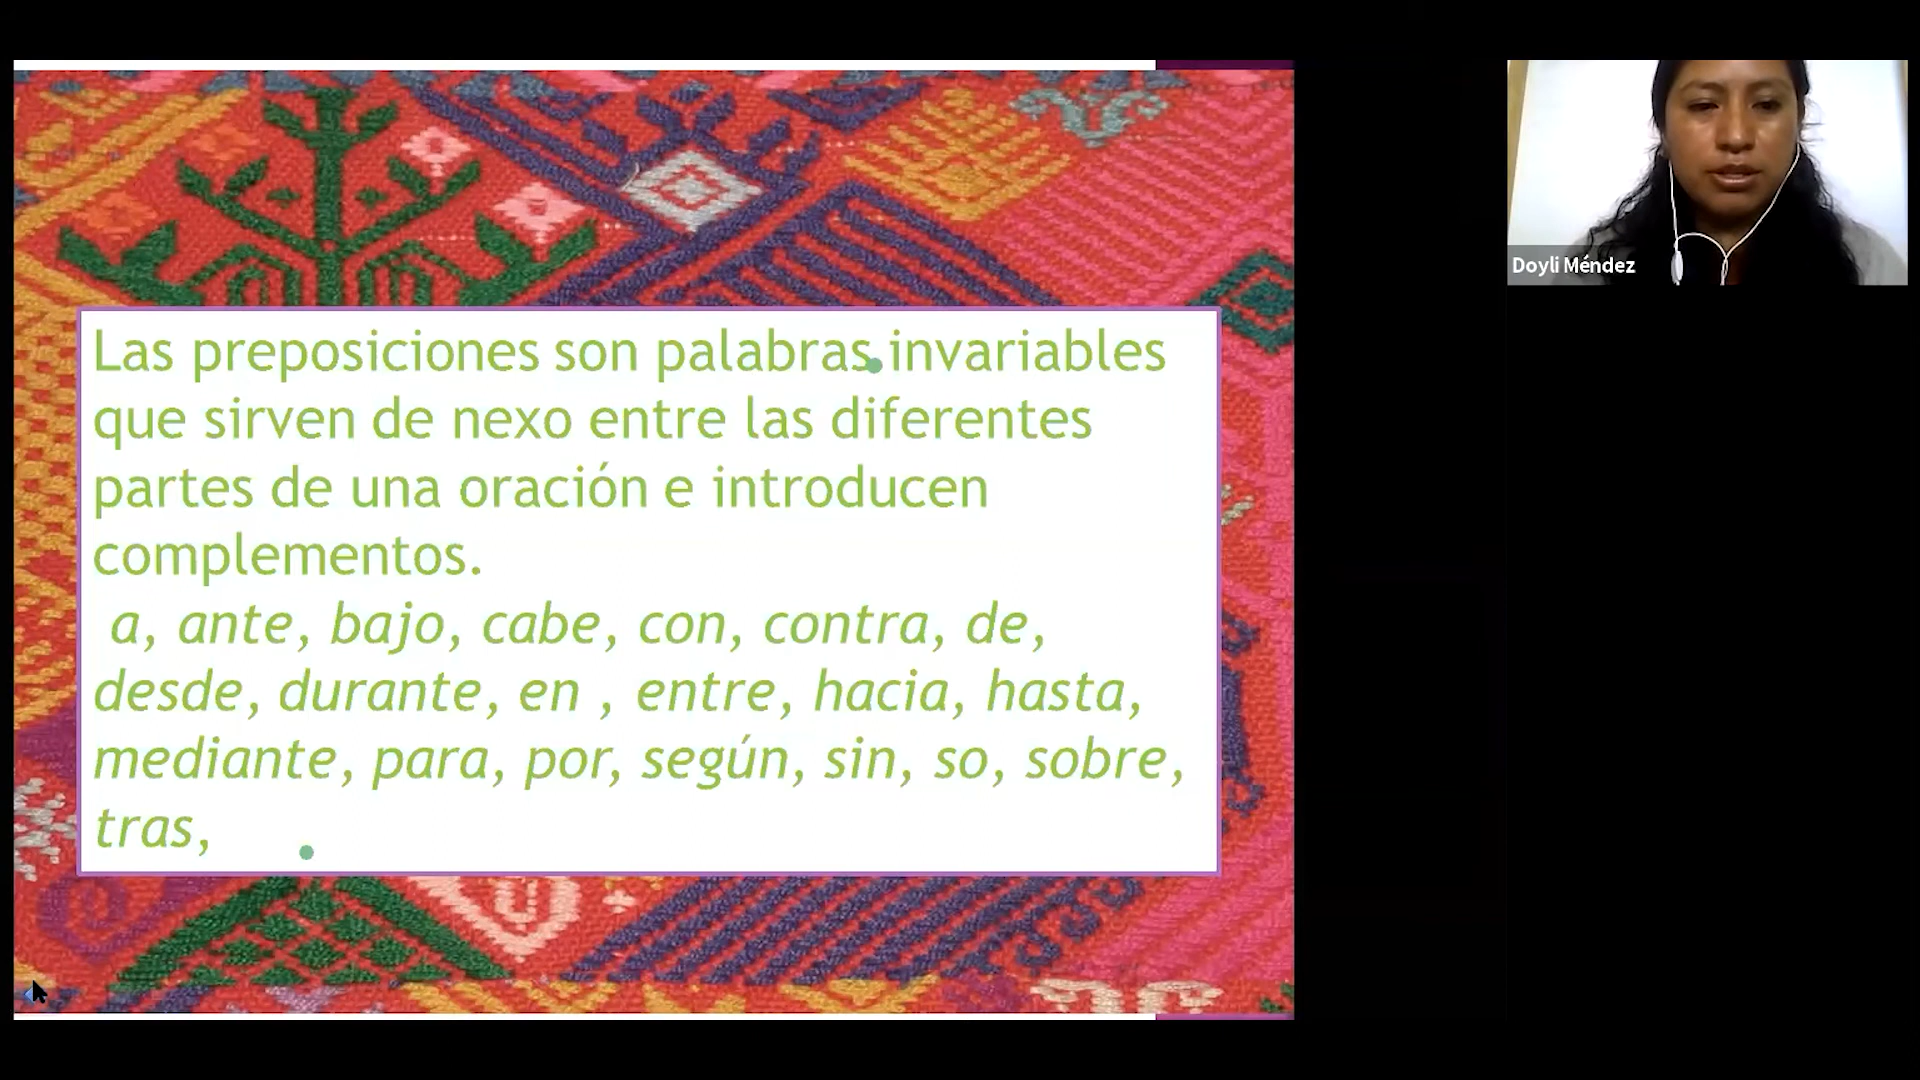 Las preposiciones son palabras invariables
que sirven de nexo entre las diferentes
partes de una oración e introducen
complementos.
a, ante, bajo, cabe, con, contra, de,
desde, durante, en , entre, hacia, hasta,
mediante, para, por, según, sin, so, sobre,
tras,
Doyli Méndez